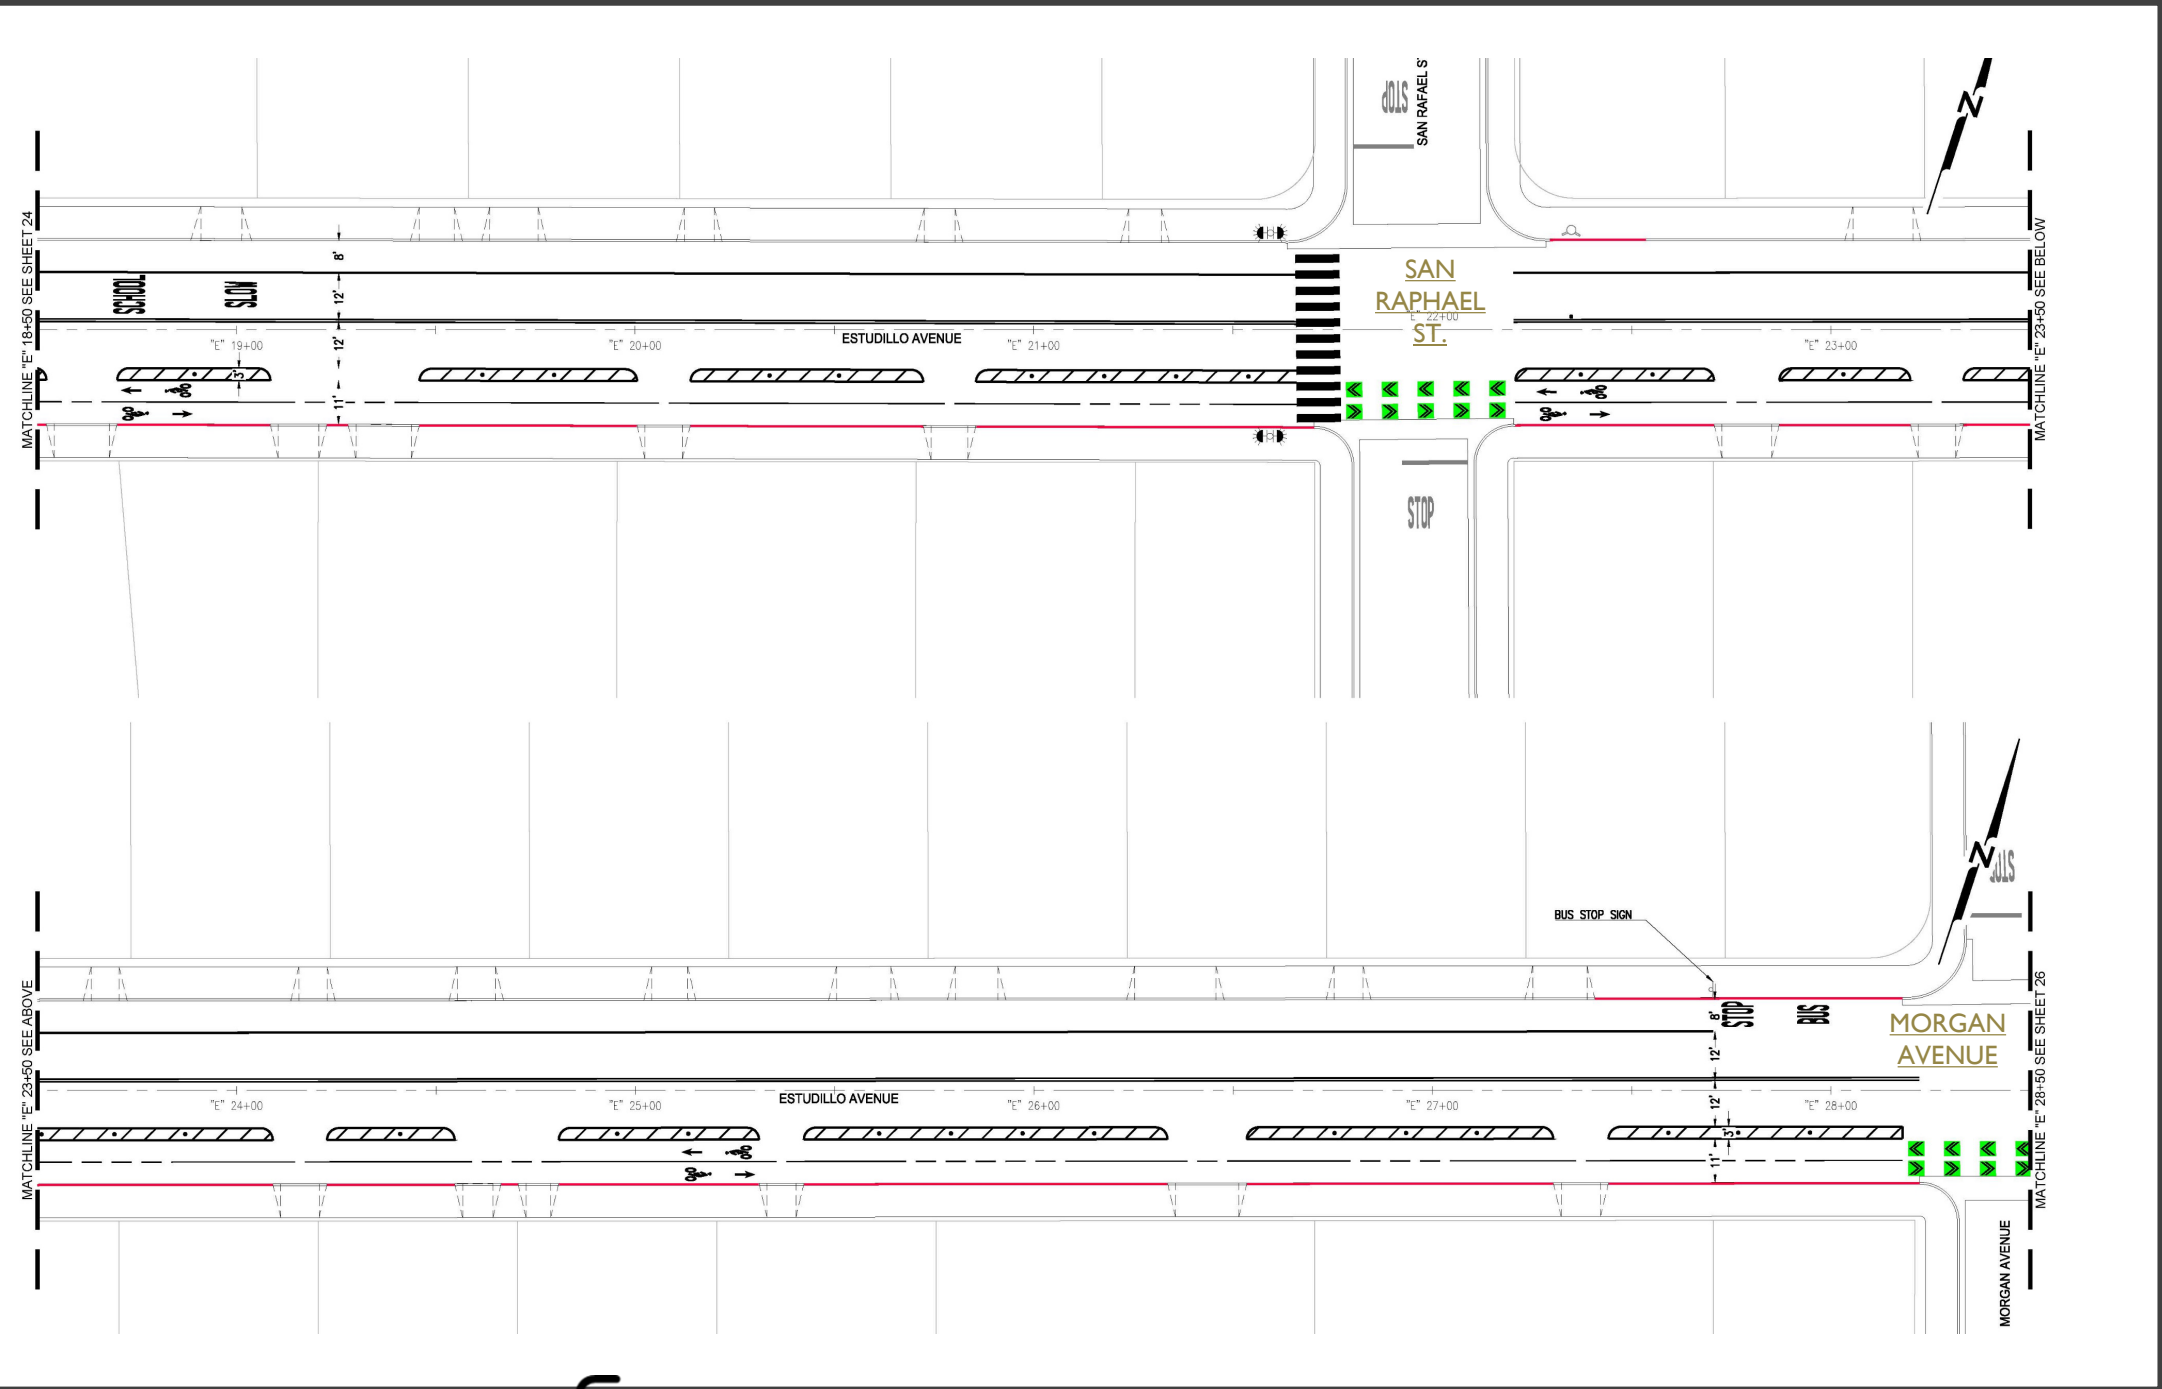 STOP
SAN RAFAEL S
N
MATCHLINE "E" 18+50 SEE SHEET 24
SCHOOL
SLOW
8'
12'
12'
3'
11'
"E" 19+00
"E" 20+00
ESTUDILLO AVENUE
"E" 21+00
SAN
RAPHAEL
ST.
"E" 22+00
"E" 23+00
MATCHLINE "E" 23+50 SEE BELOW
STOP
BUS STOP SIGN
N
MATCHLINE "E" 23+50 SEE ABOVE
8'
STOP
BUS
MORGAN
AVENUE
12'
12'
3'
11'
"E" 24+00
"E" 25+00
ESTUDILLO AVENUE
"E" 26+00
"E" 27+00
"E" 28+00
MATCHLINE "E" 28+50 SEE SHEET 26
MORGAN AVENUE